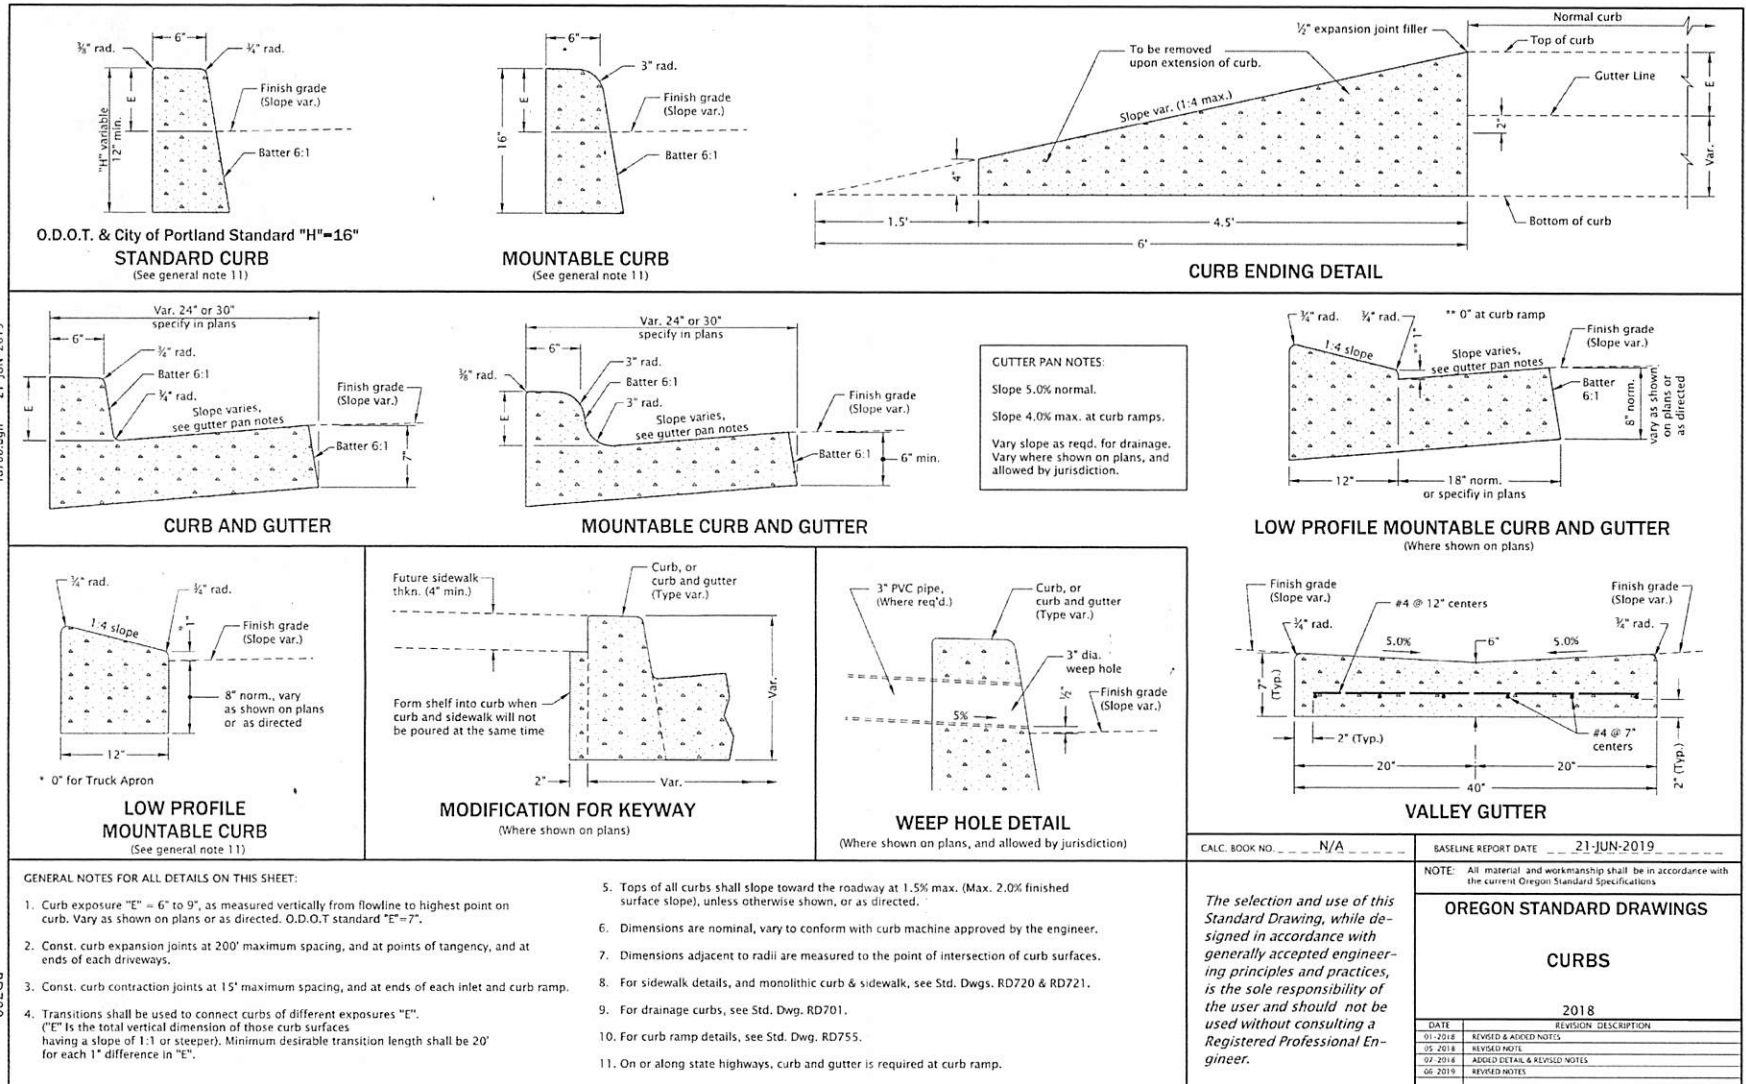 6"
⅜" rad.
¾" rad.
E
"H" variable
12" min.
Finish grade
(Slope var.)
Batter 6:1
O.D.O.T. & City of Portland Standard "H"=16"
STANDARD CURB
(See general note 11)
6"
3" rad.
E
16"
Finish grade
(Slope var.)
Batter 6:1
MOUNTABLE CURB
(See general note 11)
Normal curb
½" expansion joint filler
Top of curb
To be removed
upon extension of curb.
Gutter Line
E
Slope var. (1:4 max.)
2"
Var.
4"
1.5'
4.5'
6'
Bottom of curb
CURB ENDING DETAIL
Var. 24" or 30"
specify in plans
6"
¾" rad.
Batter 6:1
¾" rad.
E
Slope varies,
see gutter pan notes
Finish grade
(Slope var.)
Batter 6:1
7"
CURB AND GUTTER
Var. 24" or 30"
specify in plans
6"
⅜" rad.
3" rad.
Batter 6:1
3" rad.
E
Slope varies,
see gutter pan notes
Finish grade
(Slope var.)
Batter 6:1
6" min.
MOUNTABLE CURB AND GUTTER
GUTTER PAN NOTES:
Slope 5.0% normal.
Slope 4.0% max. at curb ramps.
Vary slope as reqd. for drainage.
Vary where shown on plans, and
allowed by jurisdiction.
¾" rad.
¾" rad.
** 0" at curb ramp
1:4 slope
** 1"
Slope varies,
see gutter pan notes
Finish grade
(Slope var.)
Batter
6:1
8" norm.
vary as shown
on plans or
as directed
12"
18" norm.
or specifiy in plans
LOW PROFILE MOUNTABLE CURB AND GUTTER
(Where shown on plans)
¾" rad.
¾" rad.
1:4 slope
* 1"
Finish grade
(Slope var.)
8" norm., vary
as shown on plans
or as directed
12"
* 0" for Truck Apron
LOW PROFILE
MOUNTABLE CURB
(See general note 11)
Future sidewalk
thkn. (4" min.)
Curb, or
curb and gutter
(Type var.)
Form shelf into curb when
curb and sidewalk will not
be poured at the same time
Var.
2"
Var.
MODIFICATION FOR KEYWAY
(Where shown on plans)
3" PVC pipe,
(Where req'd.)
Curb, or
curb and gutter
(Type var.)
3" dia.
weep hole
½"
5%
Finish grade
(Slope var.)
WEEP HOLE DETAIL
(Where shown on plans, and allowed by jurisdiction)
Finish grade
(Slope var.)
#4 @ 12" centers
Finish grade
(Slope var.)
¾" rad.
5.0%
6"
5.0%
¾" rad.
7"
(Typ.)
2" (Typ.)
#4 @ 7"
centers
2" (Typ.)
20"
20"
40"
VALLEY GUTTER
CALC. BOOK NO. N/A
BASELINE REPORT DATE 21-JUN-2019
NOTE: All material and workmanship shall be in accordance with
the current Oregon Standard Specifications
OREGON STANDARD DRAWINGS
CURBS
2018
DATE REVISION DESCRIPTION
01-2018 REVISED & ADDED NOTES
05 2018 REVISED NOTE
07-2018 ADDED DETAIL & REVISED NOTES
06 2019 REVISED NOTES
The selection and use of this
Standard Drawing, while de-
signed in accordance with
generally accepted engineer-
ing principles and practices,
is the sole responsibility of
the user and should not be
used without consulting a
Registered Professional En-
gineer.
GENERAL NOTES FOR ALL DETAILS ON THIS SHEET:
1. Curb exposure "E" = 6" to 9", as measured vertically from flowline to highest point on
curb. Vary as shown on plans or as directed. O.D.O.T standard "E"=7".
2. Const. curb expansion joints at 200' maximum spacing, and at points of tangency, and at
ends of each driveways.
3. Const. curb contraction joints at 15' maximum spacing, and at ends of each inlet and curb ramp.
4. Transitions shall be used to connect curbs of different exposures "E".
("E" Is the total vertical dimension of those curb surfaces
having a slope of 1:1 or steeper). Minimum desirable transition length shall be 20'
for each 1" difference in "E".
5. Tops of all curbs shall slope toward the roadway at 1.5% max. (Max. 2.0% finished
surface slope), unless otherwise shown, or as directed.
6. Dimensions are nominal, vary to conform with curb machine approved by the engineer.
7. Dimensions adjacent to radii are measured to the point of intersection of curb surfaces.
8. For sidewalk details, and monolithic curb & sidewalk, see Std. Dwgs. RD720 & RD721.
9. For drainage curbs, see Std. Dwg. RD701.
10. For curb ramp details, see Std. Dwg. RD755.
11. On or along state highways, curb and gutter is required at curb ramp.